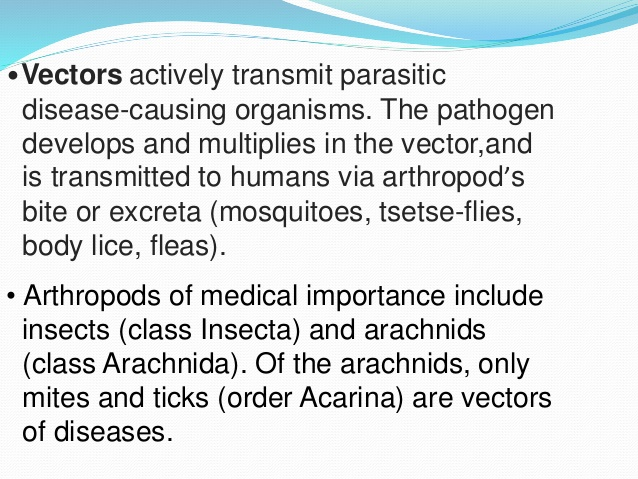 •Vectors actively transmit parasitic
disease-causing organisms. The pathogen
develops and multiplies in the vector,and
is transmitted to humans via arthropod’s
bite or excreta (mosquitoes, tsetse-flies,
body lice, fleas).
• Arthropods of medical importance include
insects (class Insecta) and arachnids
(class Arachnida). Of the arachnids, only
mites and ticks (order Acarina) are vectors
of diseases.